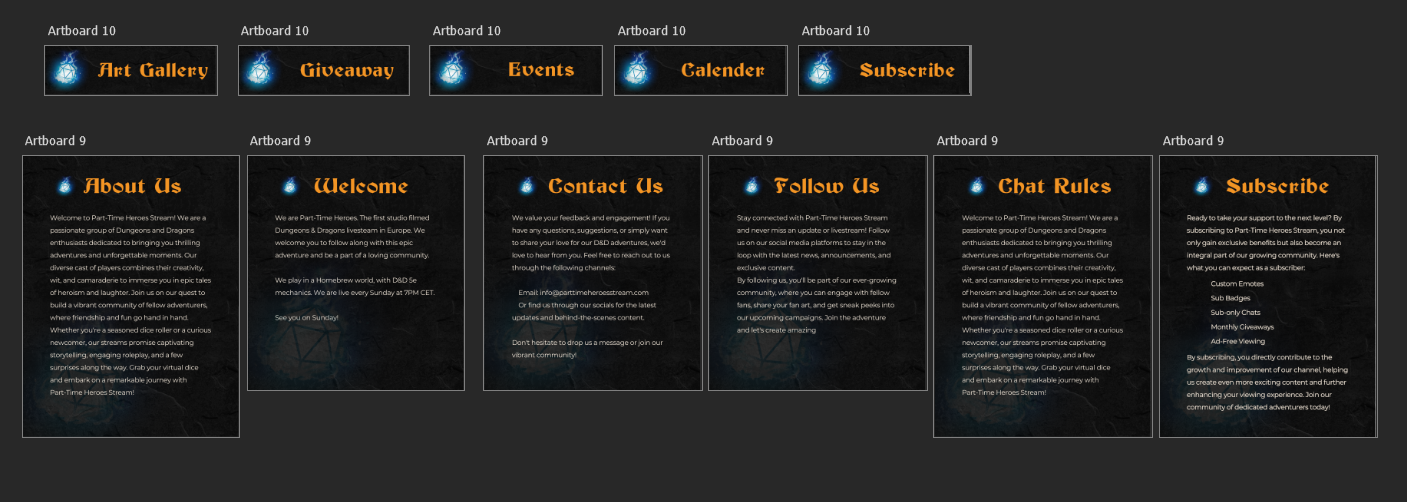 Artboard 10
Artboard 10
Artboard 10
Artboard 10
Artboard 10
Art Gallery
Giveaway
Events
Calender
Subscribe
Artboard 9
Artboard 9
Artboard 9
Artboard 9
Artboard 9
Artboard 9
About Us
Welcome to Part-Time Heroes Stream! We are a
passionate group of Dungeons and Dragons
enthusiasts dedicated to bringing you thrilling
adventures and unforgettable moments. Our
diverse cast of players combines their creativity,
wit, and camaraderie to immerse you in epic tales
of heroism and laughter. Join us on our quest to
build a vibrant community of fellow adventurers,
where friendship and fun go hand in hand.
Whether you're a seasoned dice roller or a curious
newcomer, our streams promise captivating
storytelling, engaging roleplay, and a few
surprises along the way. Grab your virtual dice
and embark on a remarkable journey with
Part-Time Heroes Stream!
Welcome
We are Part-Time Heroes. The first studio filmed
Dungeons & Dragons livesteam in Europe. We
welcome you to follow along with this epic
adventure and be a part of a loving community.
We play in a Homebrew world, with D&D 5e
mechanics. We are live every Sunday at 7PM CET.
See you on Sunday!
Contact Us
We value your feedback and engagement! If you
have any questions, suggestions, or simply want
to share your love for our D&D adventures, we'd
love to hear from you. Feel free to reach out to us
through the following channels:
Email: info@parttimeheroesstream.com
Or find us through our socials for the latest
updates and behind-the-scenes content.
Don't hesitate to drop us a message or join our
vibrant community!
Follow Us
Stay connected with Part-Time Heroes Stream
and never miss an update or livestream! Follow
us on our social media platforms to stay in the
loop with the latest news, announcements, and
exclusive content.
By following us, you'll be part of our ever-growing
community, where you can engage with fellow
fans, share your fan art, and get sneak peeks into
our upcoming campaigns. Join the adventure
and let's create amazing
Chat Rules
Welcome to Part-Time Heroes Stream! We are a
passionate group of Dungeons and Dragons
enthusiasts dedicated to bringing you thrilling
adventures and unforgettable moments. Our
diverse cast of players combines their creativity,
wit, and camaraderie to immerse you in epic tales
of heroism and laughter. Join us on our quest to
build a vibrant community of fellow adventurers,
where friendship and fun go hand in hand.
Whether you're a seasoned dice roller or a curious
newcomer, our streams promise captivating
storytelling, engaging roleplay, and a few
surprises along the way. Grab your virtual dice
and embark on a remarkable journey with
Part-Time Heroes Stream!
Subscribe
Ready to take your support to the next level? By
subscribing to Part-Time Heroes Stream, you not
only gain exclusive benefits but also become an
integral part of our growing community. Here's
what you can expect as a subscriber:
Custom Emotes
Sub Badges
Sub-only Chats
Monthly Giveaways
Ad-Free Viewing
By subscribing, you directly contribute to the
growth and improvement of our channel, helping
us create even more exciting content and further
enhancing your viewing experience. Join our
community of dedicated adventurers today!